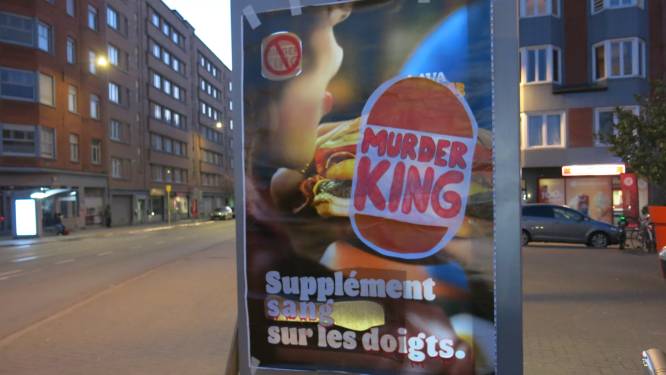 MURDER
KING
Supplément
sang
sur les doigts.